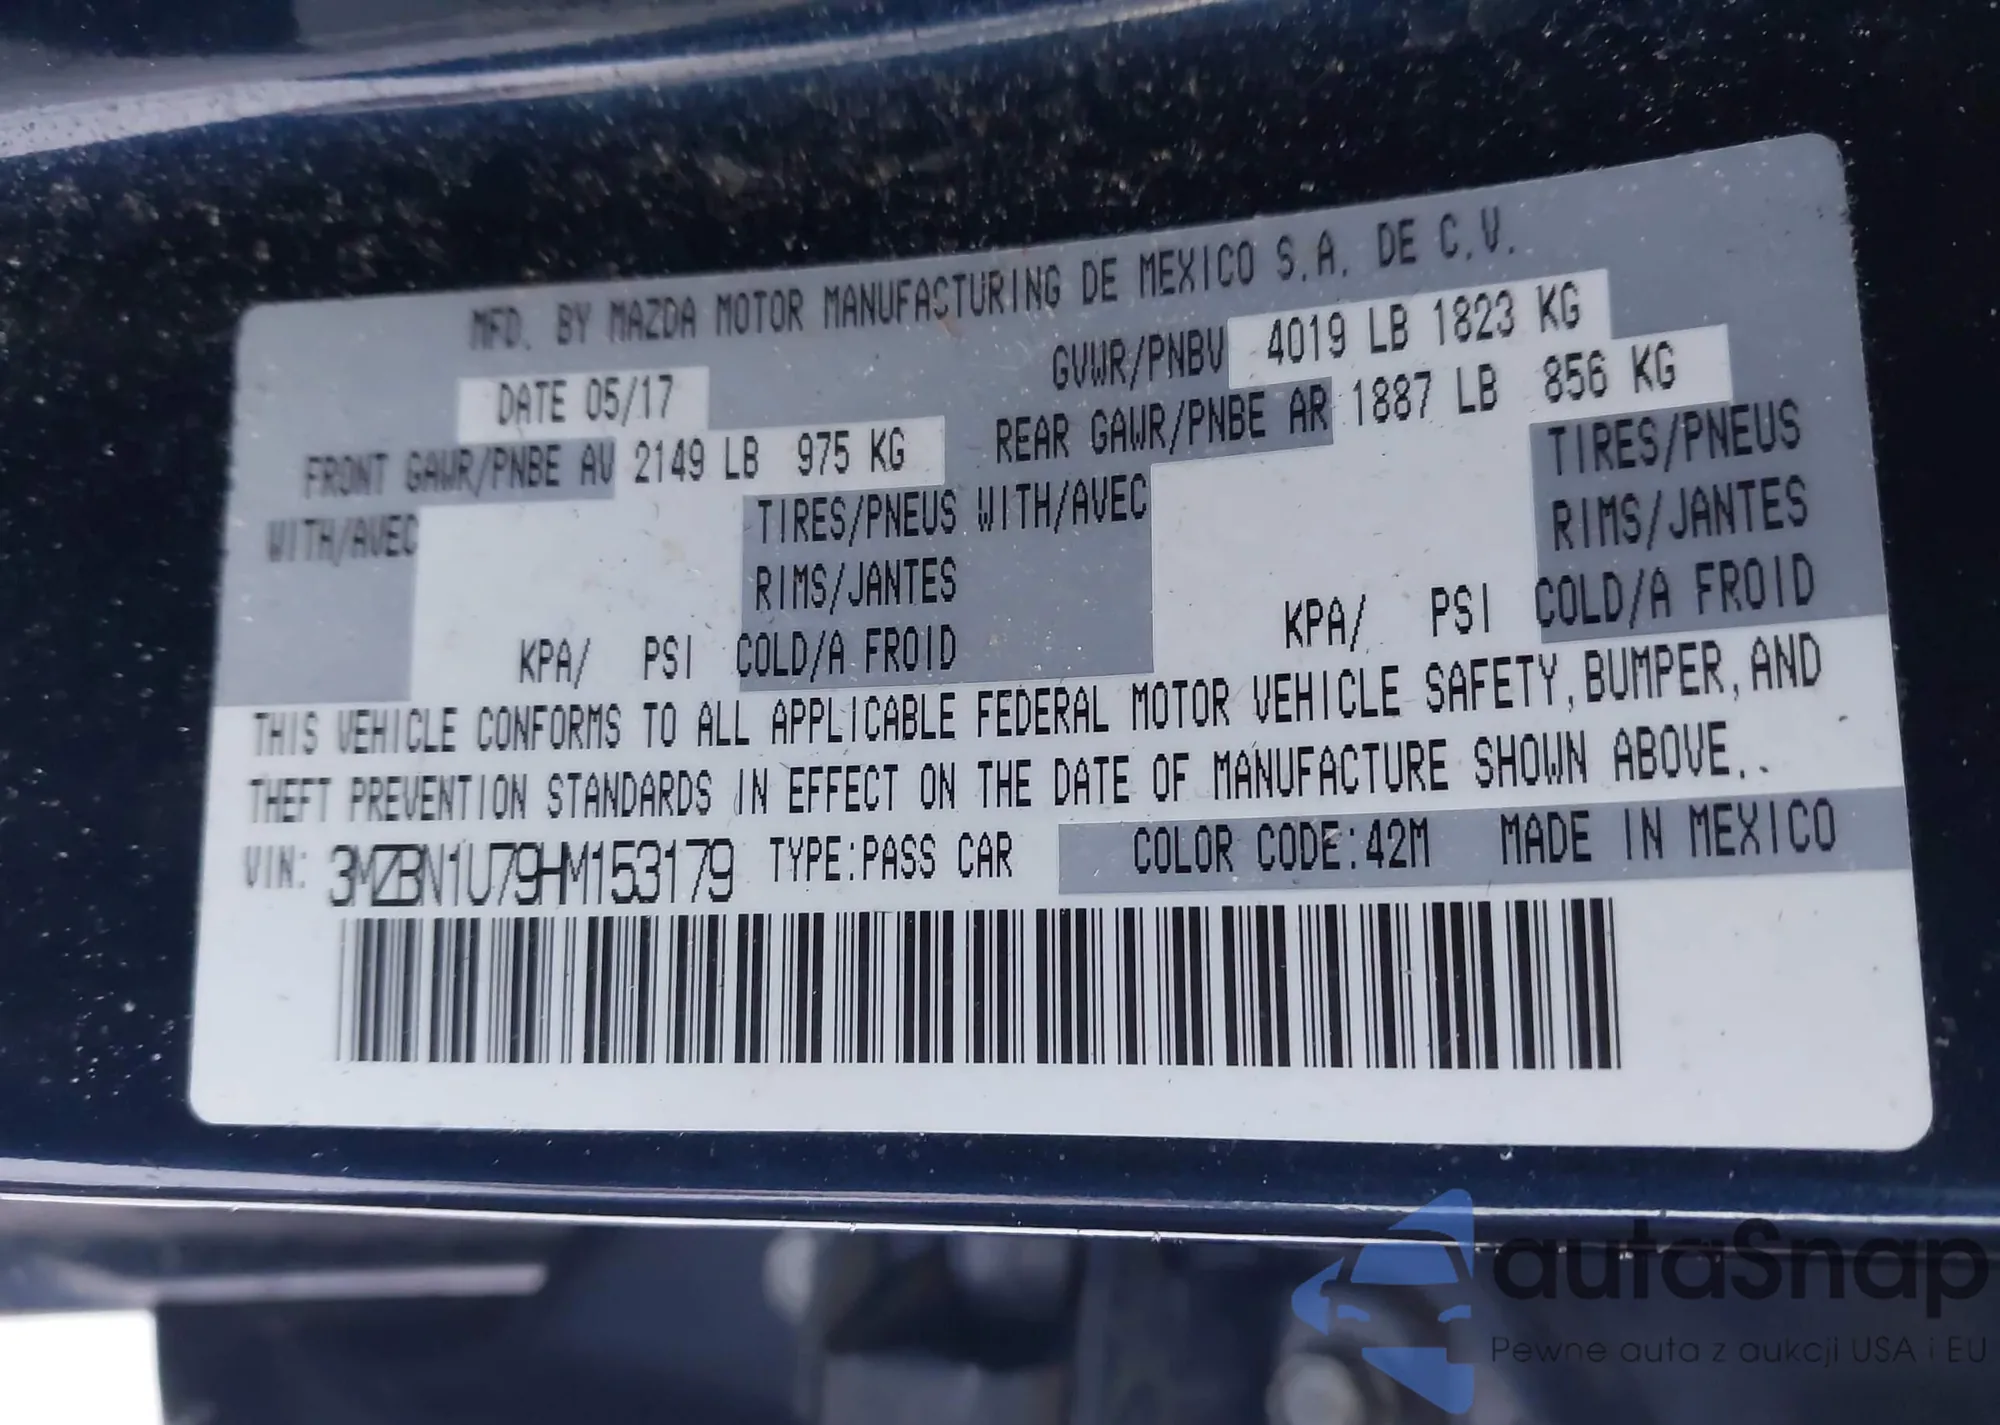 MFD. BY MAZDA MOTOR MANUFACTURING DE MEXICO S.A. DE C.V.
DATE 05/17 GVWR/PNBV 4019 LB 1823 KG
FRONT GAWR/PNBE AV 2149 LB 975 KG REAR GAWR/PNBE AR 1887 LB 856 KG
WITH/AVEC TIRES/PNEUS WITH/AVEC TIRES/PNEUS
RIMS/JANTES RIMS/JANTES
KPA/ PSI COLD/A FROID KPA/ PSI COLD/A FROID
THIS VEHICLE CONFORMS TO ALL APPLICABLE FEDERAL MOTOR VEHICLE SAFETY, BUMPER, AND
THEFT PREVENTION STANDARDS IN EFFECT ON THE DATE OF MANUFACTURE SHOWN ABOVE.
VIN: 3MZBN1U79HM153179 TYPE:PASS CAR COLOR CODE:42M MADE IN MEXICO
autaSnap
Pewne auta z aukcji USA i EU